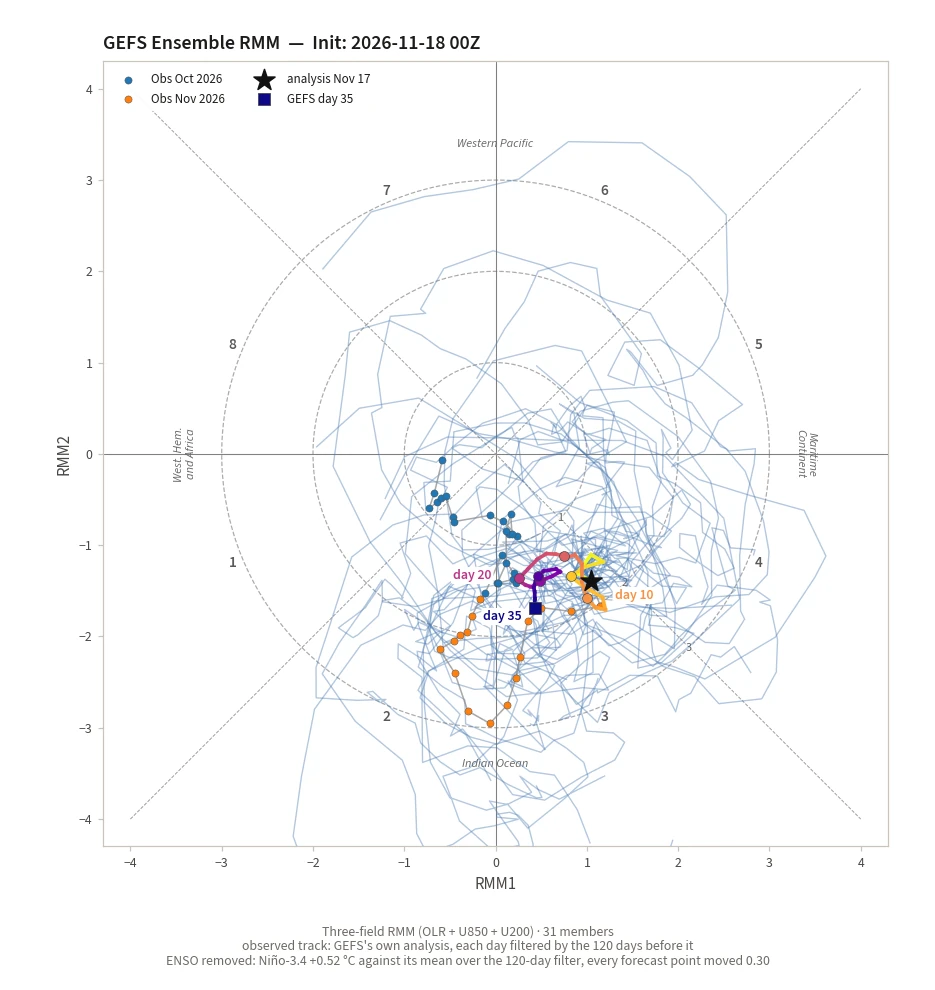 GEFS Ensemble RMM — Init: 2026-11-18 00Z
Obs Oct 2026
Obs Nov 2026
analysis Nov 17
GEFS day 35
Western Pacific
7
6
8
5
West. Hem.
and Africa
Maritime
Continent
1
4
2
3
Indian Ocean
1
2
3
day 20
day 10
day 35
4
3
2
1
0
−1
−2
−3
−4
RMM2
−4
−3
−2
−1
0
1
2
3
4
RMM1
Three-field RMM (OLR + U850 + U200) · 31 members
observed track: GEFS's own analysis, each day filtered by the 120 days before it
ENSO removed: Niño-3.4 +0.52 °C against its mean over the 120-day filter, every forecast point moved 0.30